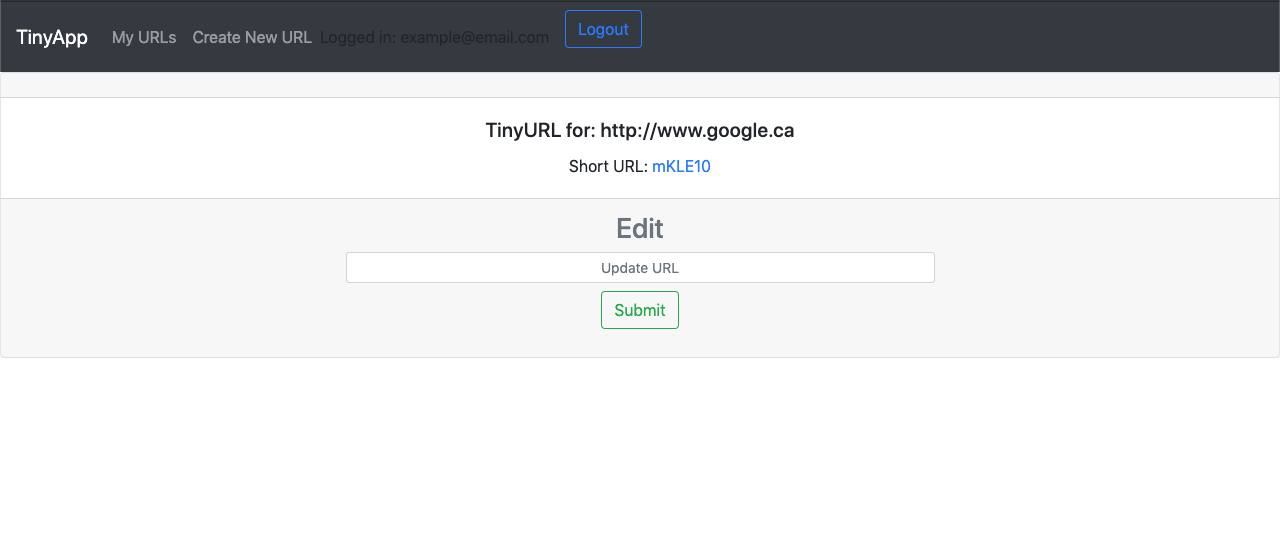 TinyApp My URLs Create New URL Logged in: example@email.com Logout
TinyURL for: http://www.google.ca
Short URL: mKLE10
Edit
Update URL
Submit